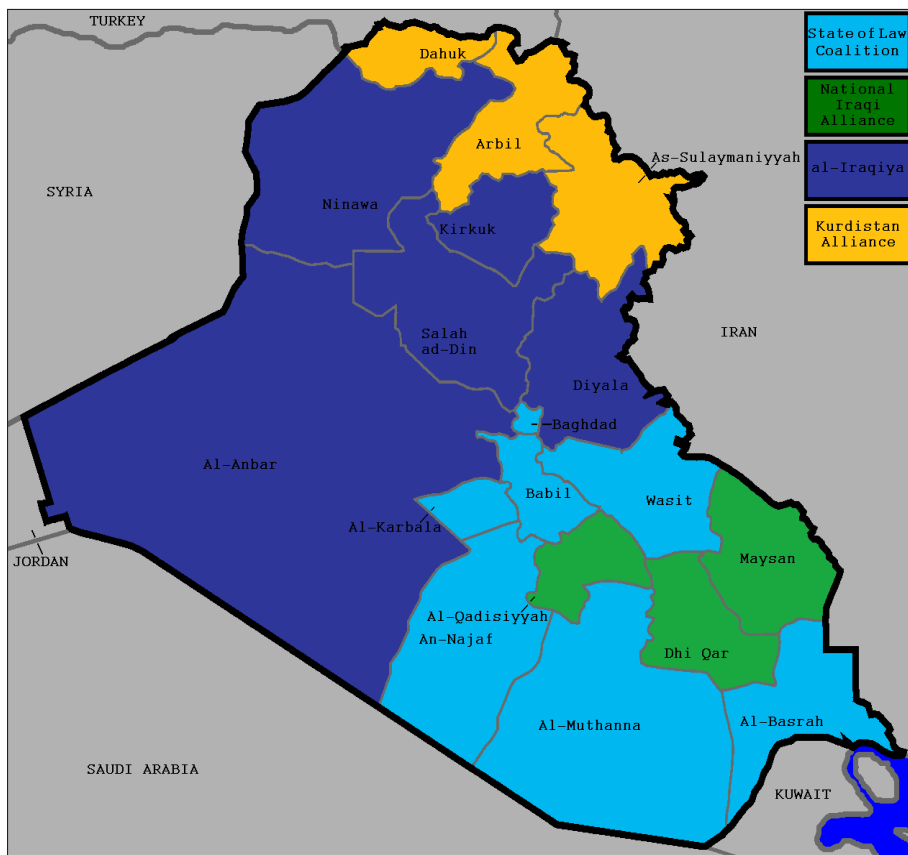 TURKEY
State of Law
Coalition
Dahuk
National
Iraqi
Alliance
Arbil
As-Sulaymaniyyah
al-Iraqiya
SYRIA
Ninawa
Kirkuk
Kurdistan
Alliance
Salah
ad-Din
IRAN
Diyala
Baghdad
Al-Anbar
Babil
Wasit
Al-Karbala
JORDAN
Maysan
Al-Qadisiyyah
An-Najaf
Dhi Qar
Al-Muthanna
Al-Basrah
SAUDI ARABIA
KUWAIT